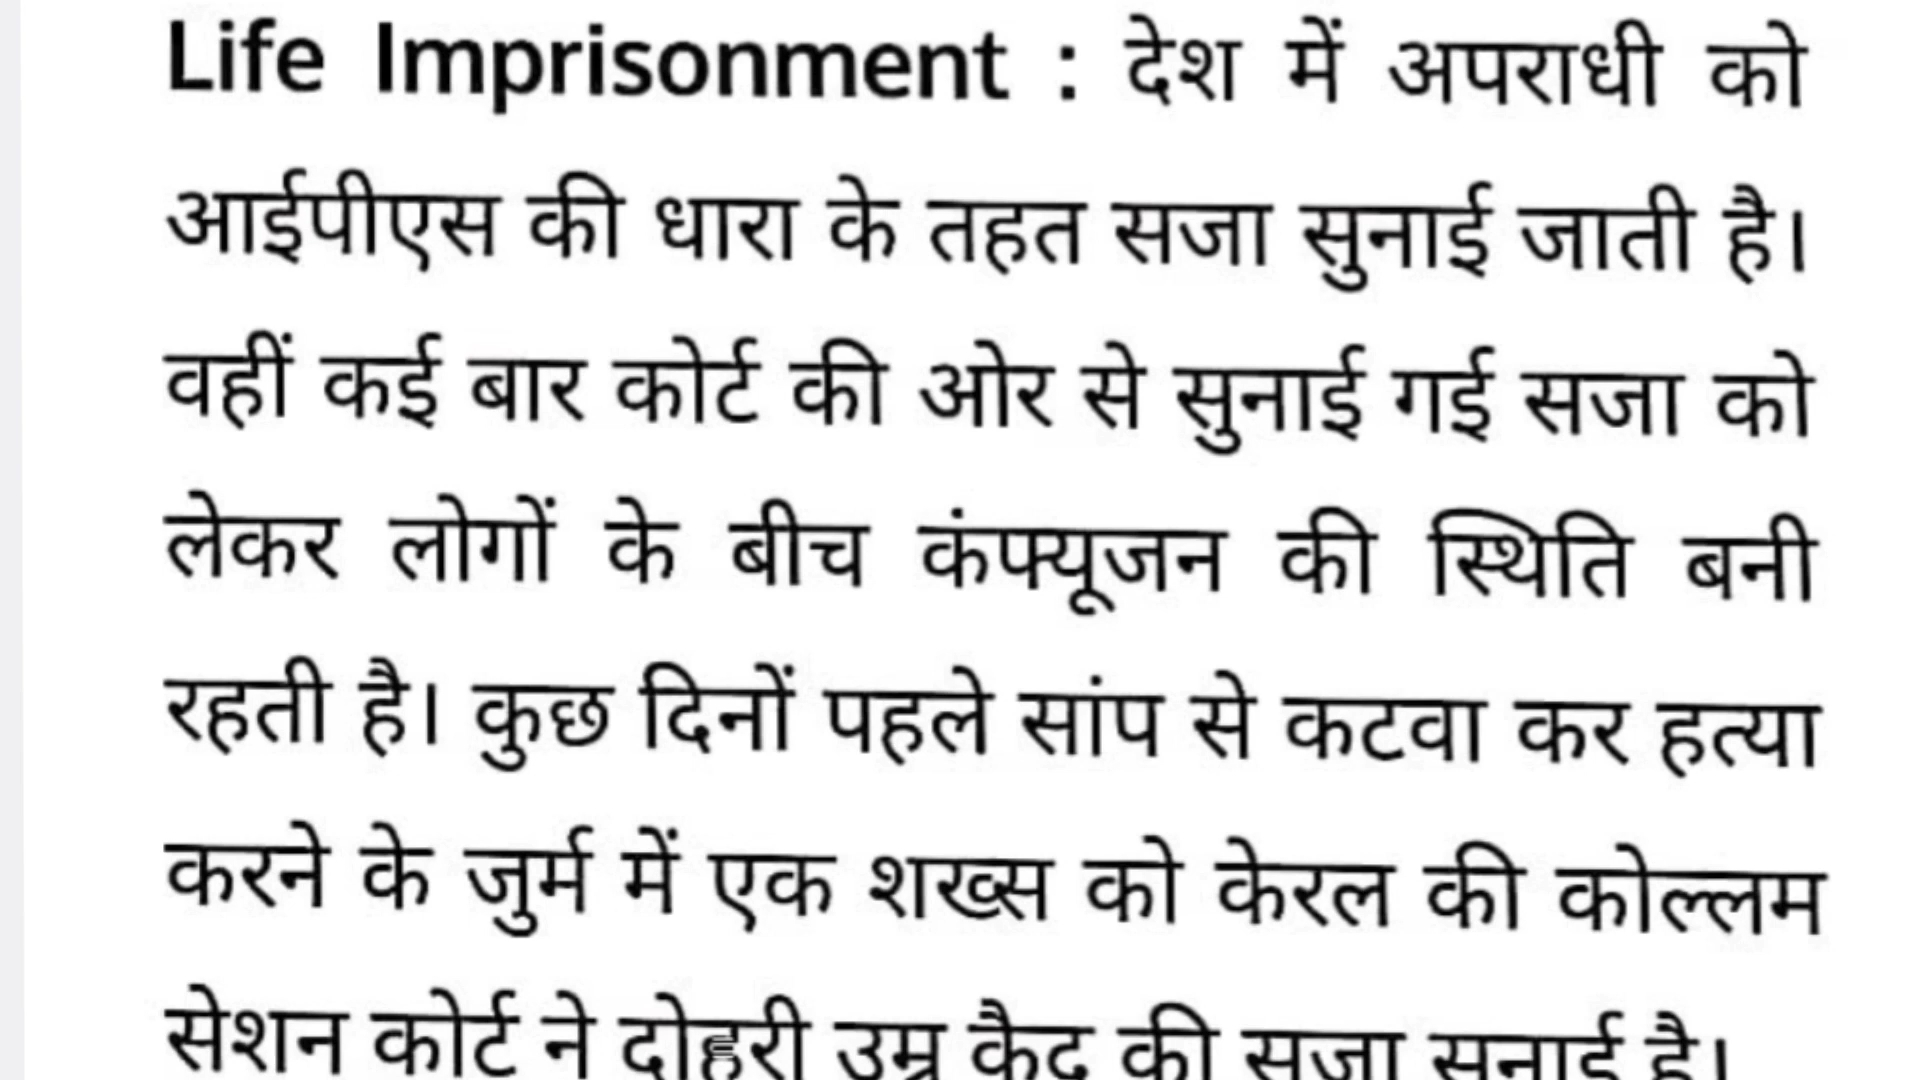 Life Imprisonment : देश में अपराधी को
आईपीएस की धारा के तहत सजा सुनाई जाती है।
वहीं कई बार कोर्ट की ओर से सुनाई गई सजा को
लेकर लोगों के बीच कंफ्यूजन की स्थिति बनी
रहती है। कुछ दिनों पहले सांप से कटवा कर हत्या
करने के जुर्म में एक शख्स को केरल की कोल्लम
सेशन कोर्ट ने दोहरी उम्र कैद की सजा सुनाई है।